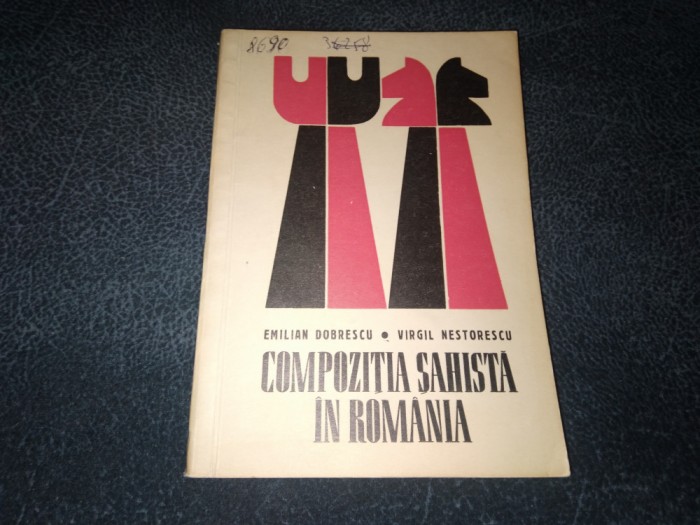 8690
EMILIAN DOBRESCU • VIRGIL NESTORESCU
COMPOZIȚIA ȘAHISTĂ
ÎN ROMÂNIA